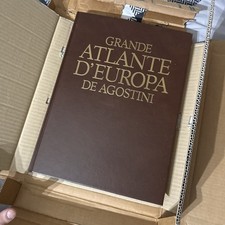 GRANDE
ATLANTE
D'EUROPA
DE AGOSTINI